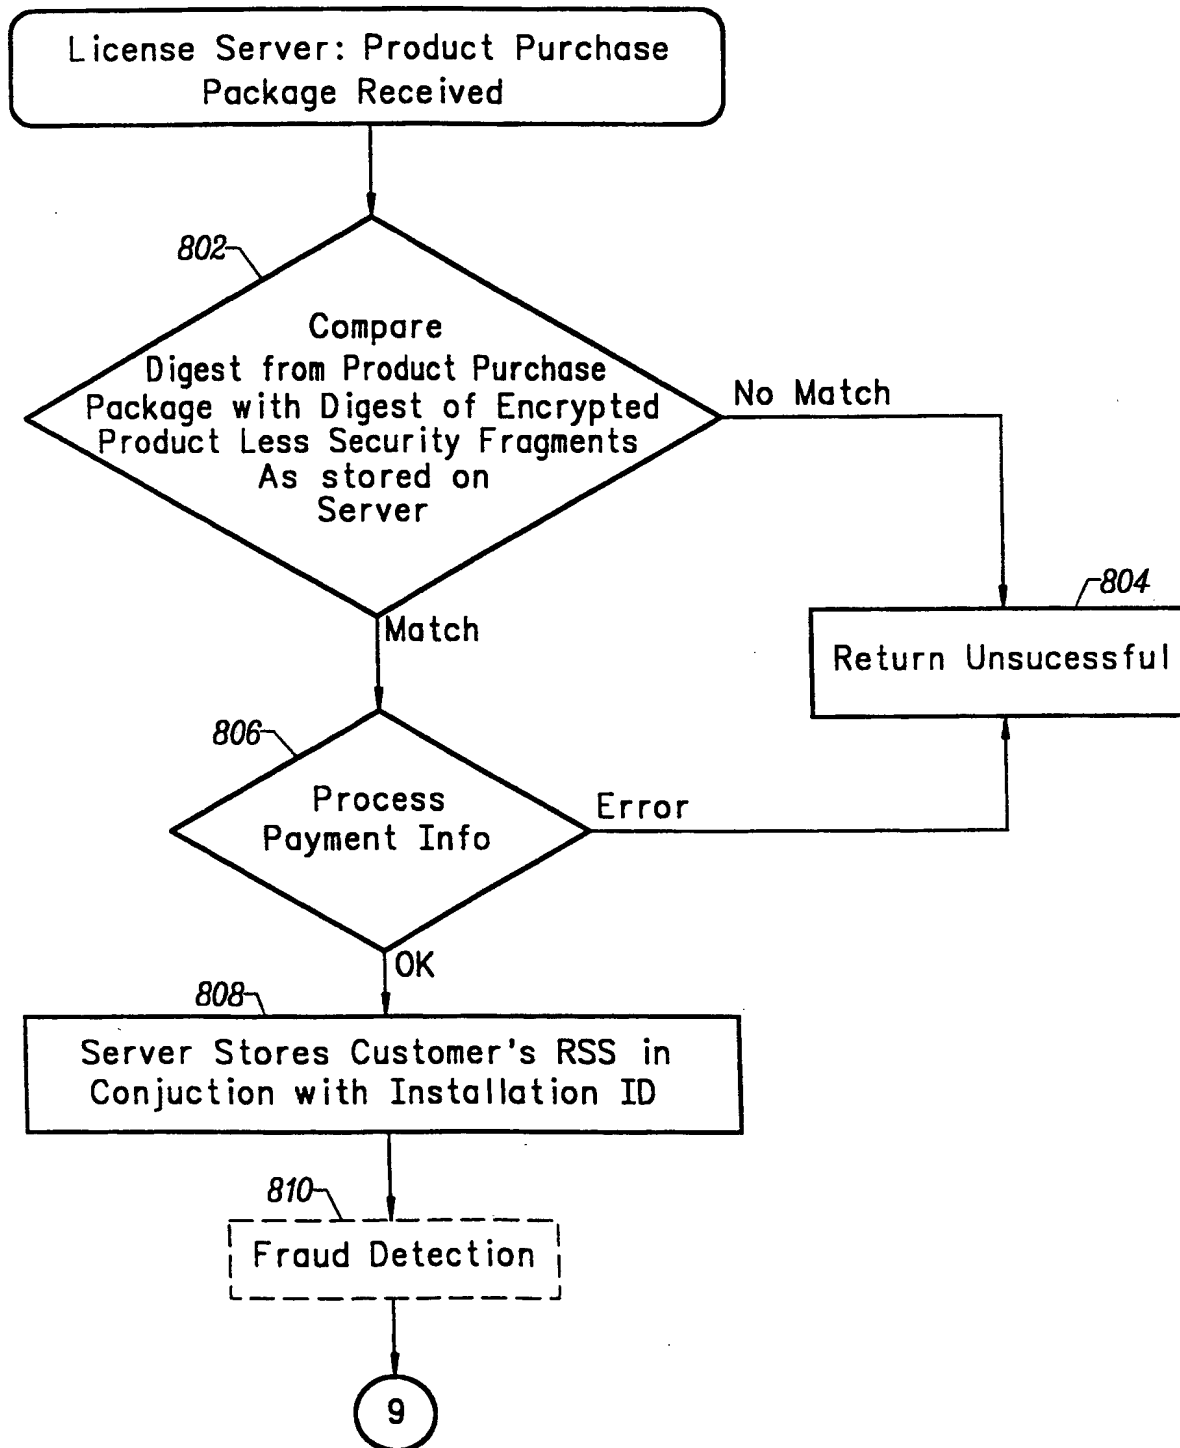 License Server: Product Purchase
Package Received
802
Compare
Digest from Product Purchase
Package with Digest of Encrypted
Product Less Security Fragments
As stored on
Server
No Match
804
Return Unsucessful
Match
806
Process
Payment Info
Error
OK
808
Server Stores Customer's RSS in
Conjuction with Installation ID
810
Fraud Detection
9